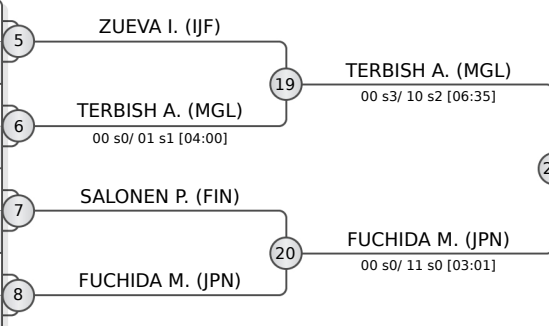 ZUEVA I. (IJF)
5
19
TERBISH A. (MGL)
00 s3/ 10 s2 [06:35]
TERBISH A. (MGL)
6
00 s0/ 01 s1 [04:00]
SALONEN P. (FIN)
7
20
FUCHIDA M. (JPN)
00 s0/ 11 s0 [03:01]
FUCHIDA M. (JPN)
8